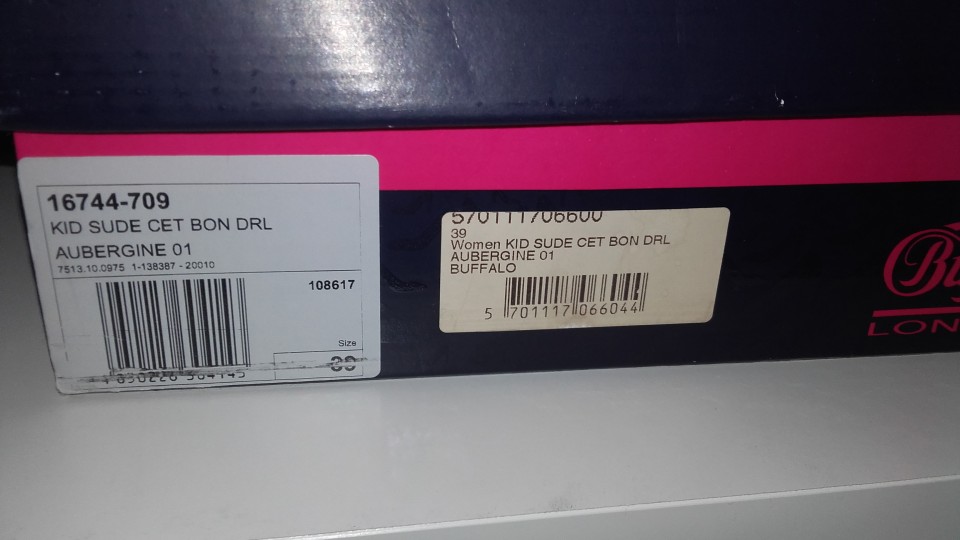 16744-709
KID SUDE CET BON DRL
AUBERGINE 01
7513.10.0975 1-138387 - 20010
108617
Size
39
39
Women KID SUDE CET BON DRL
AUBERGINE 01
BUFFALO
5 701117 066044
LON